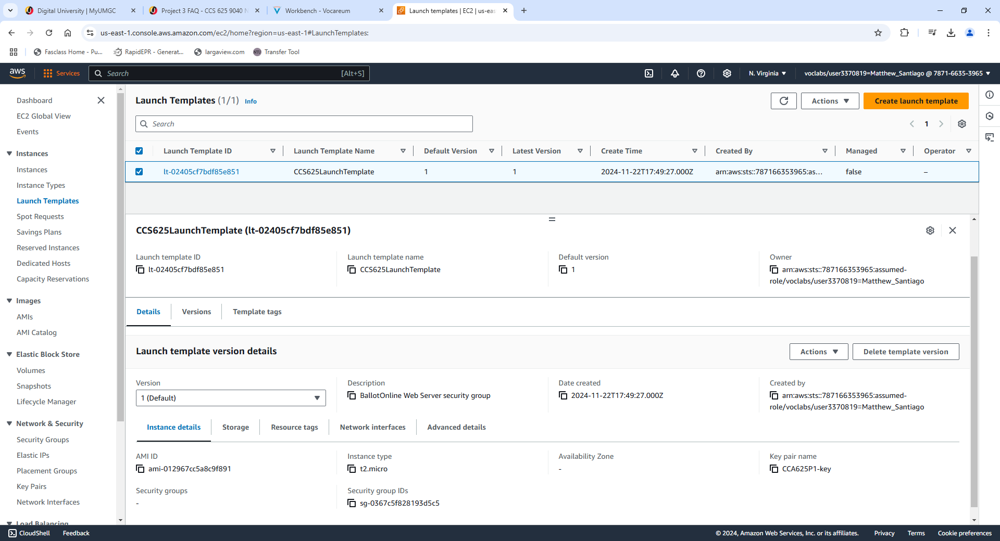 Digital University | MyUMGC
Project 3 FAQ - CCS 625 9040
Workbench - Vocareum
Launch templates | EC2 | us-eas
us-east-1.console.aws.amazon.com/ec2/home?region=us-east-1#LaunchTemplates:
Fasclass Home - Pu...
RapidEPR - Generat...
largaview.com
NTU
Transfer Tool
aws
Services
Search
[Alt+S]
N. Virginia
voclabs/user3370819=Matthew_Santiago @ 7871-6635-3965
Dashboard
EC2 Global View
Events
Instances
Instances
Instance Types
Launch Templates
Spot Requests
Savings Plans
Reserved Instances
Dedicated Hosts
Capacity Reservations
Images
AMIs
AMI Catalog
Elastic Block Store
Volumes
Snapshots
Lifecycle Manager
Network & Security
Security Groups
Elastic IPs
Placement Groups
Key Pairs
Network Interfaces
Load Balancing
Launch Templates (1/1) Info
Actions
Create launch template
Search
1
Launch Template ID
Launch Template Name
Default Version
Latest Version
Create Time
Created By
Managed
Operator
lt-02405cf7bdf85e851
CCS625LaunchTemplate
1
1
2024-11-22T17:49:27.000Z
arn:aws:sts::787166353965:as...
false
–
CCS625LaunchTemplate (lt-02405cf7bdf85e851)
Launch template ID
lt-02405cf7bdf85e851
Launch template name
CCS625LaunchTemplate
Default version
1
Owner
arn:aws:sts::787166353965:assumed-
role/voclabs/user3370819=Matthew_Santiago
Details
Versions
Template tags
Launch template version details
Actions
Delete template version
Version
1 (Default)
Description
BallotOnline Web Server security group
Date created
2024-11-22T17:49:27.000Z
Created by
arn:aws:sts::787166353965:assumed-
role/voclabs/user3370819=Matthew_Santiago
Instance details
Storage
Resource tags
Network interfaces
Advanced details
AMI ID
ami-012967cc5a8c9f891
Instance type
t2.micro
Availability Zone
-
Key pair name
CCA625P1-key
Security groups
-
Security group IDs
sg-0367c5f828193d5c5
CloudShell
Feedback
© 2024, Amazon Web Services, Inc. or its affiliates.
Privacy
Terms
Cookie preferences